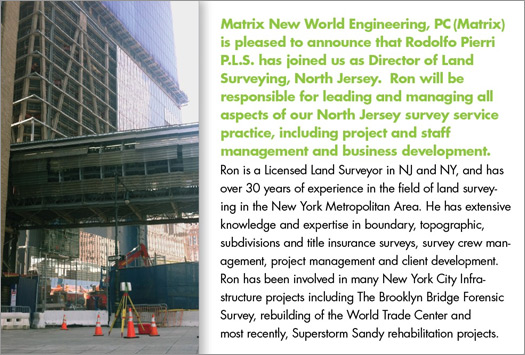 Matrix New World Engineering, PC (Matrix)
is pleased to announce that Rodolfo Pierri
P.L.S. has joined us as Director of Land
Surveying, North Jersey.  Ron will be
responsible for leading and managing all
aspects of our North Jersey survey service
practice, including project and staff
management and business development.
Ron is a Licensed Land Surveyor in NJ and NY, and has
over 30 years of experience in the field of land survey-
ing in the New York Metropolitan Area. He has extensive
knowledge and expertise in boundary, topographic,
subdivisions and title insurance surveys, survey crew man-
agement, project management and client development.
Ron has been involved in many New York City Infra-
structure projects including The Brooklyn Bridge Forensic
Survey, rebuilding of the World Trade Center and
most recently, Superstorm Sandy rehabilitation projects.